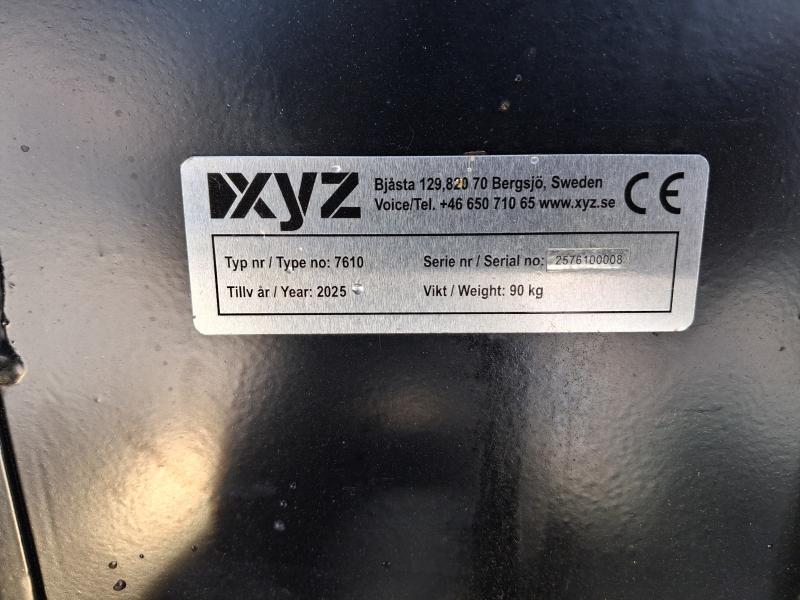 XYZ
Bjåsta 129,820 70 Bergsjö, Sweden
Voice/Tel. +46 650 710 65 www.xyz.se
CE
Typ nr / Type no: 7610
Serie nr / Serial no: 2576100008
Tillv år / Year: 2025
Vikt / Weight: 90 kg